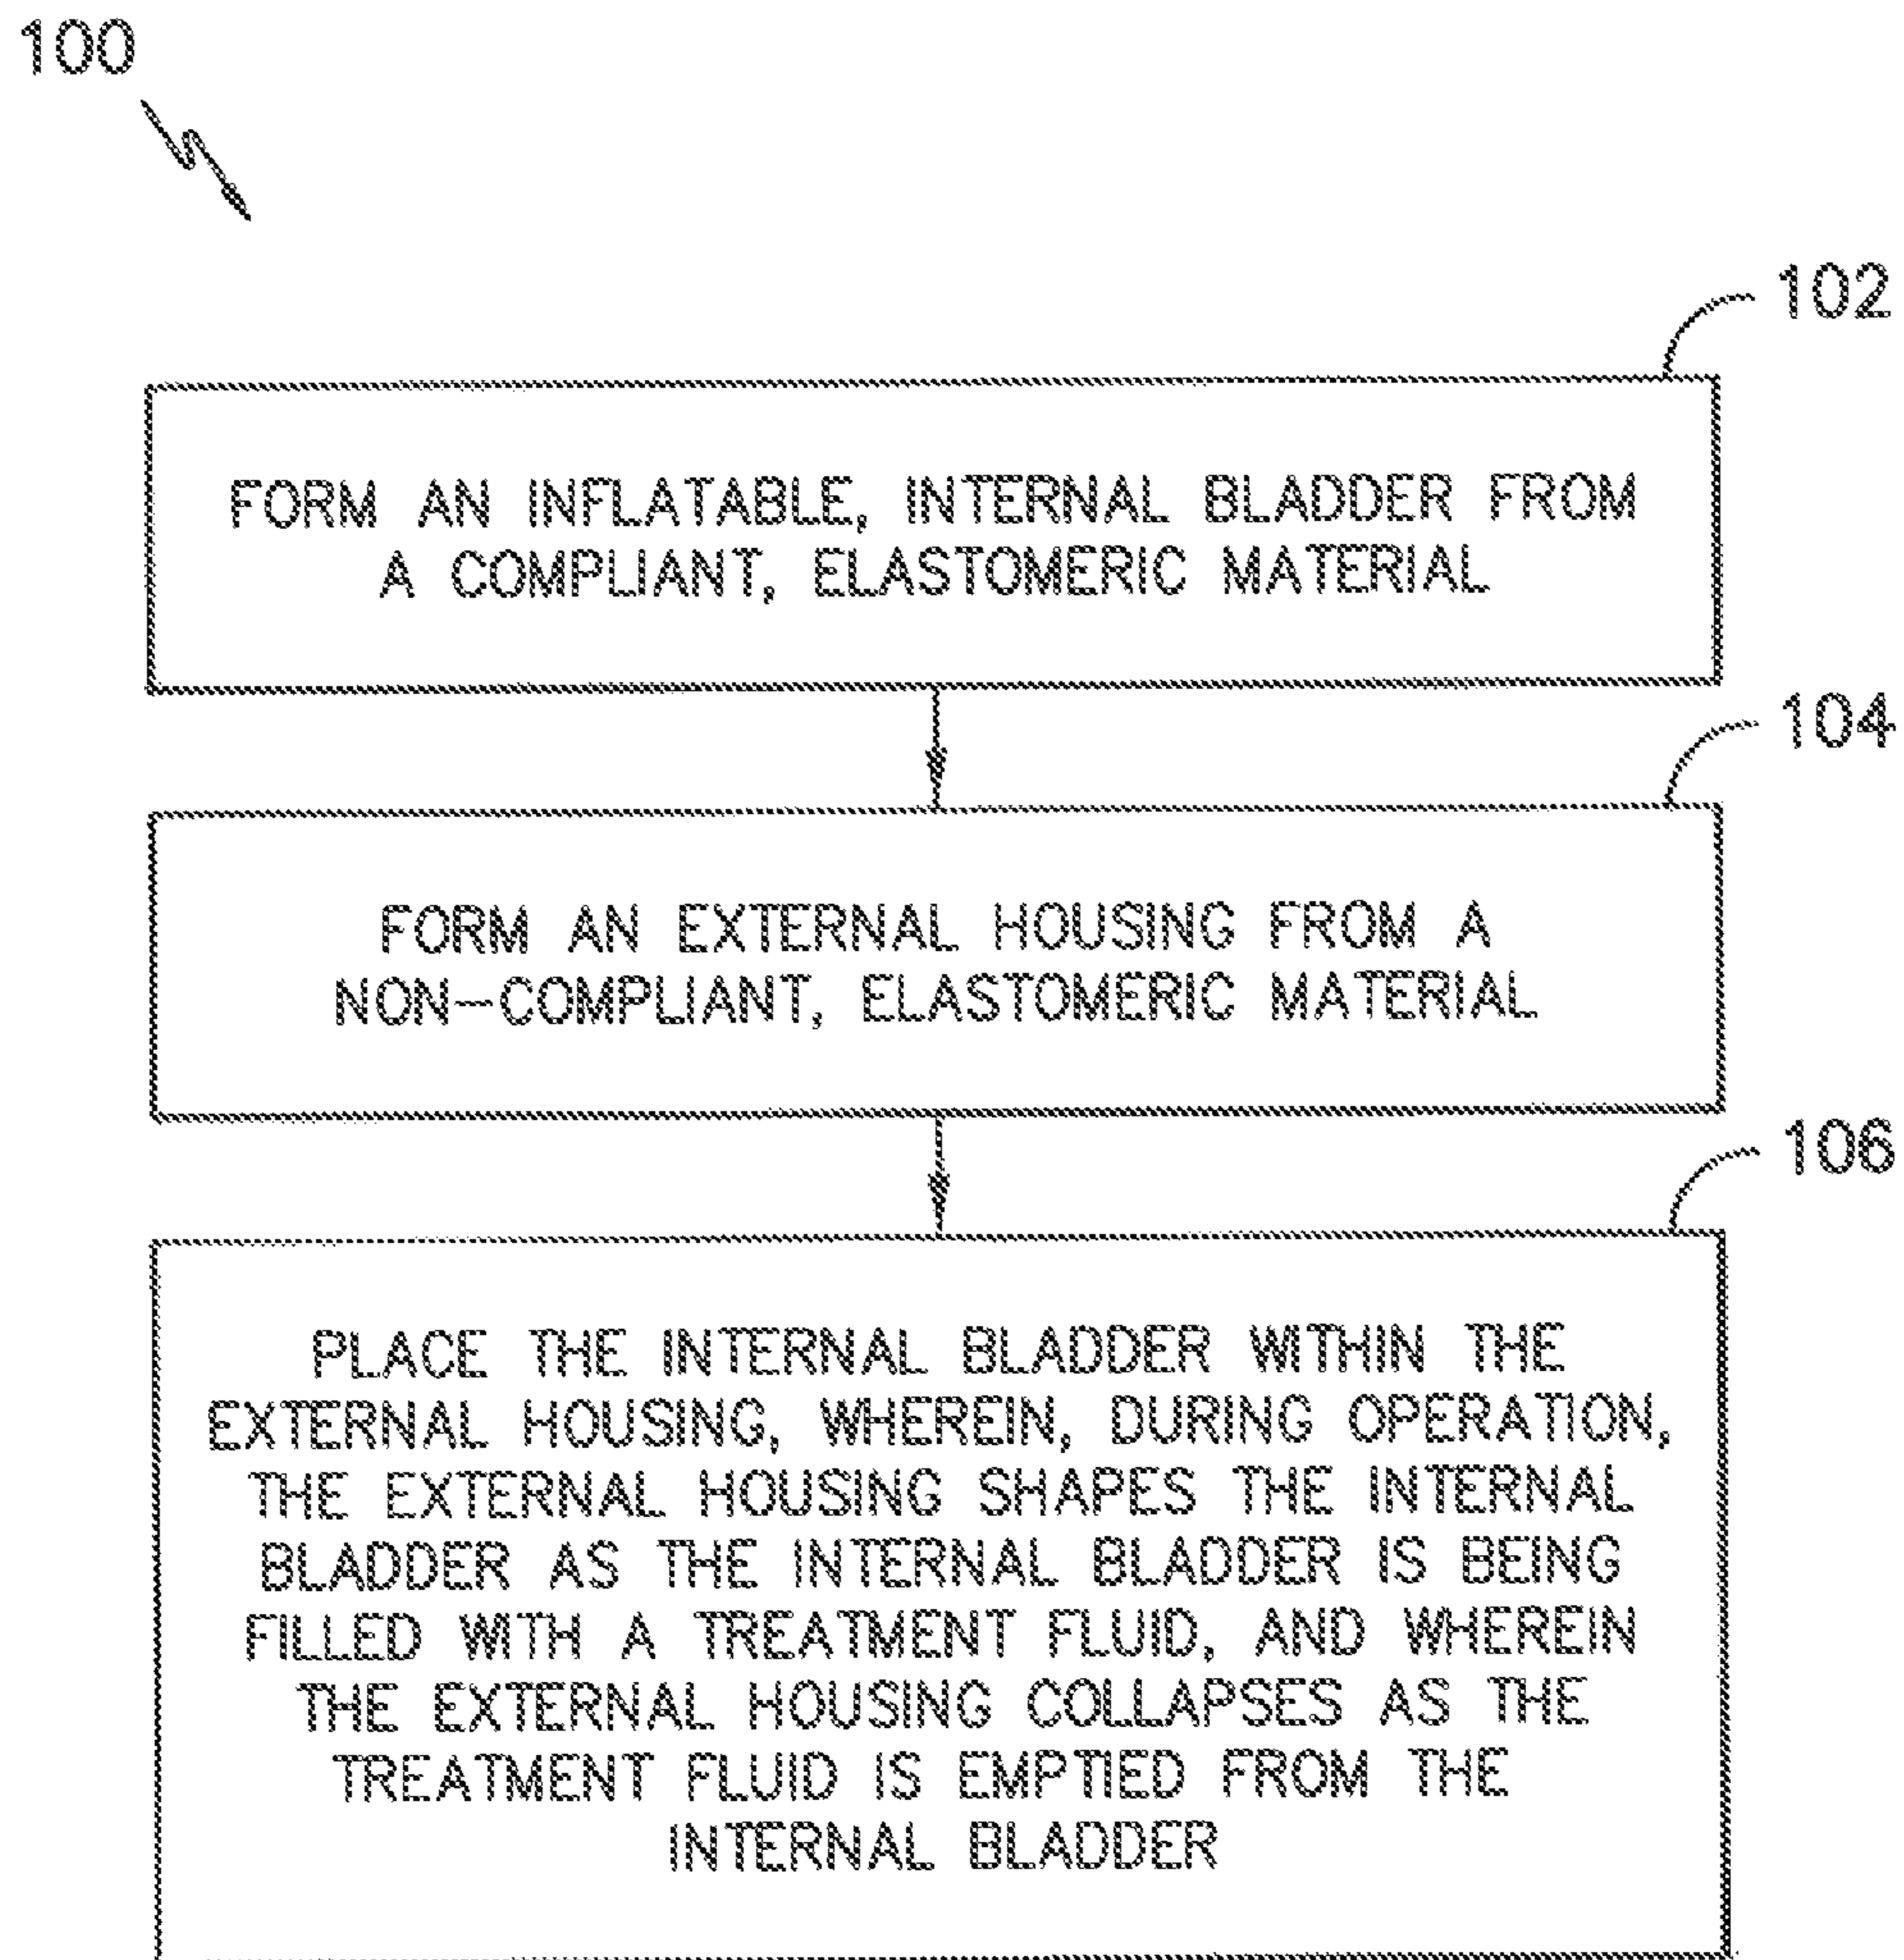 100
102
FORM AN INFLATABLE, INTERNAL BLADDER FROM
A COMPLIANT, ELASTOMERIC MATERIAL
104
FORM AN EXTERNAL HOUSING FROM A
NON-COMPLIANT, ELASTOMERIC MATERIAL
106
PLACE THE INTERNAL BLADDER WITHIN THE
EXTERNAL HOUSING, WHEREIN, DURING OPERATION,
THE EXTERNAL HOUSING SHAPES THE INTERNAL
BLADDER AS THE INTERNAL BLADDER IS BEING
FILLED WITH A TREATMENT FLUID, AND WHEREIN
THE EXTERNAL HOUSING COLLAPSES AS THE
TREATMENT FLUID IS EMPTIED FROM THE
INTERNAL BLADDER